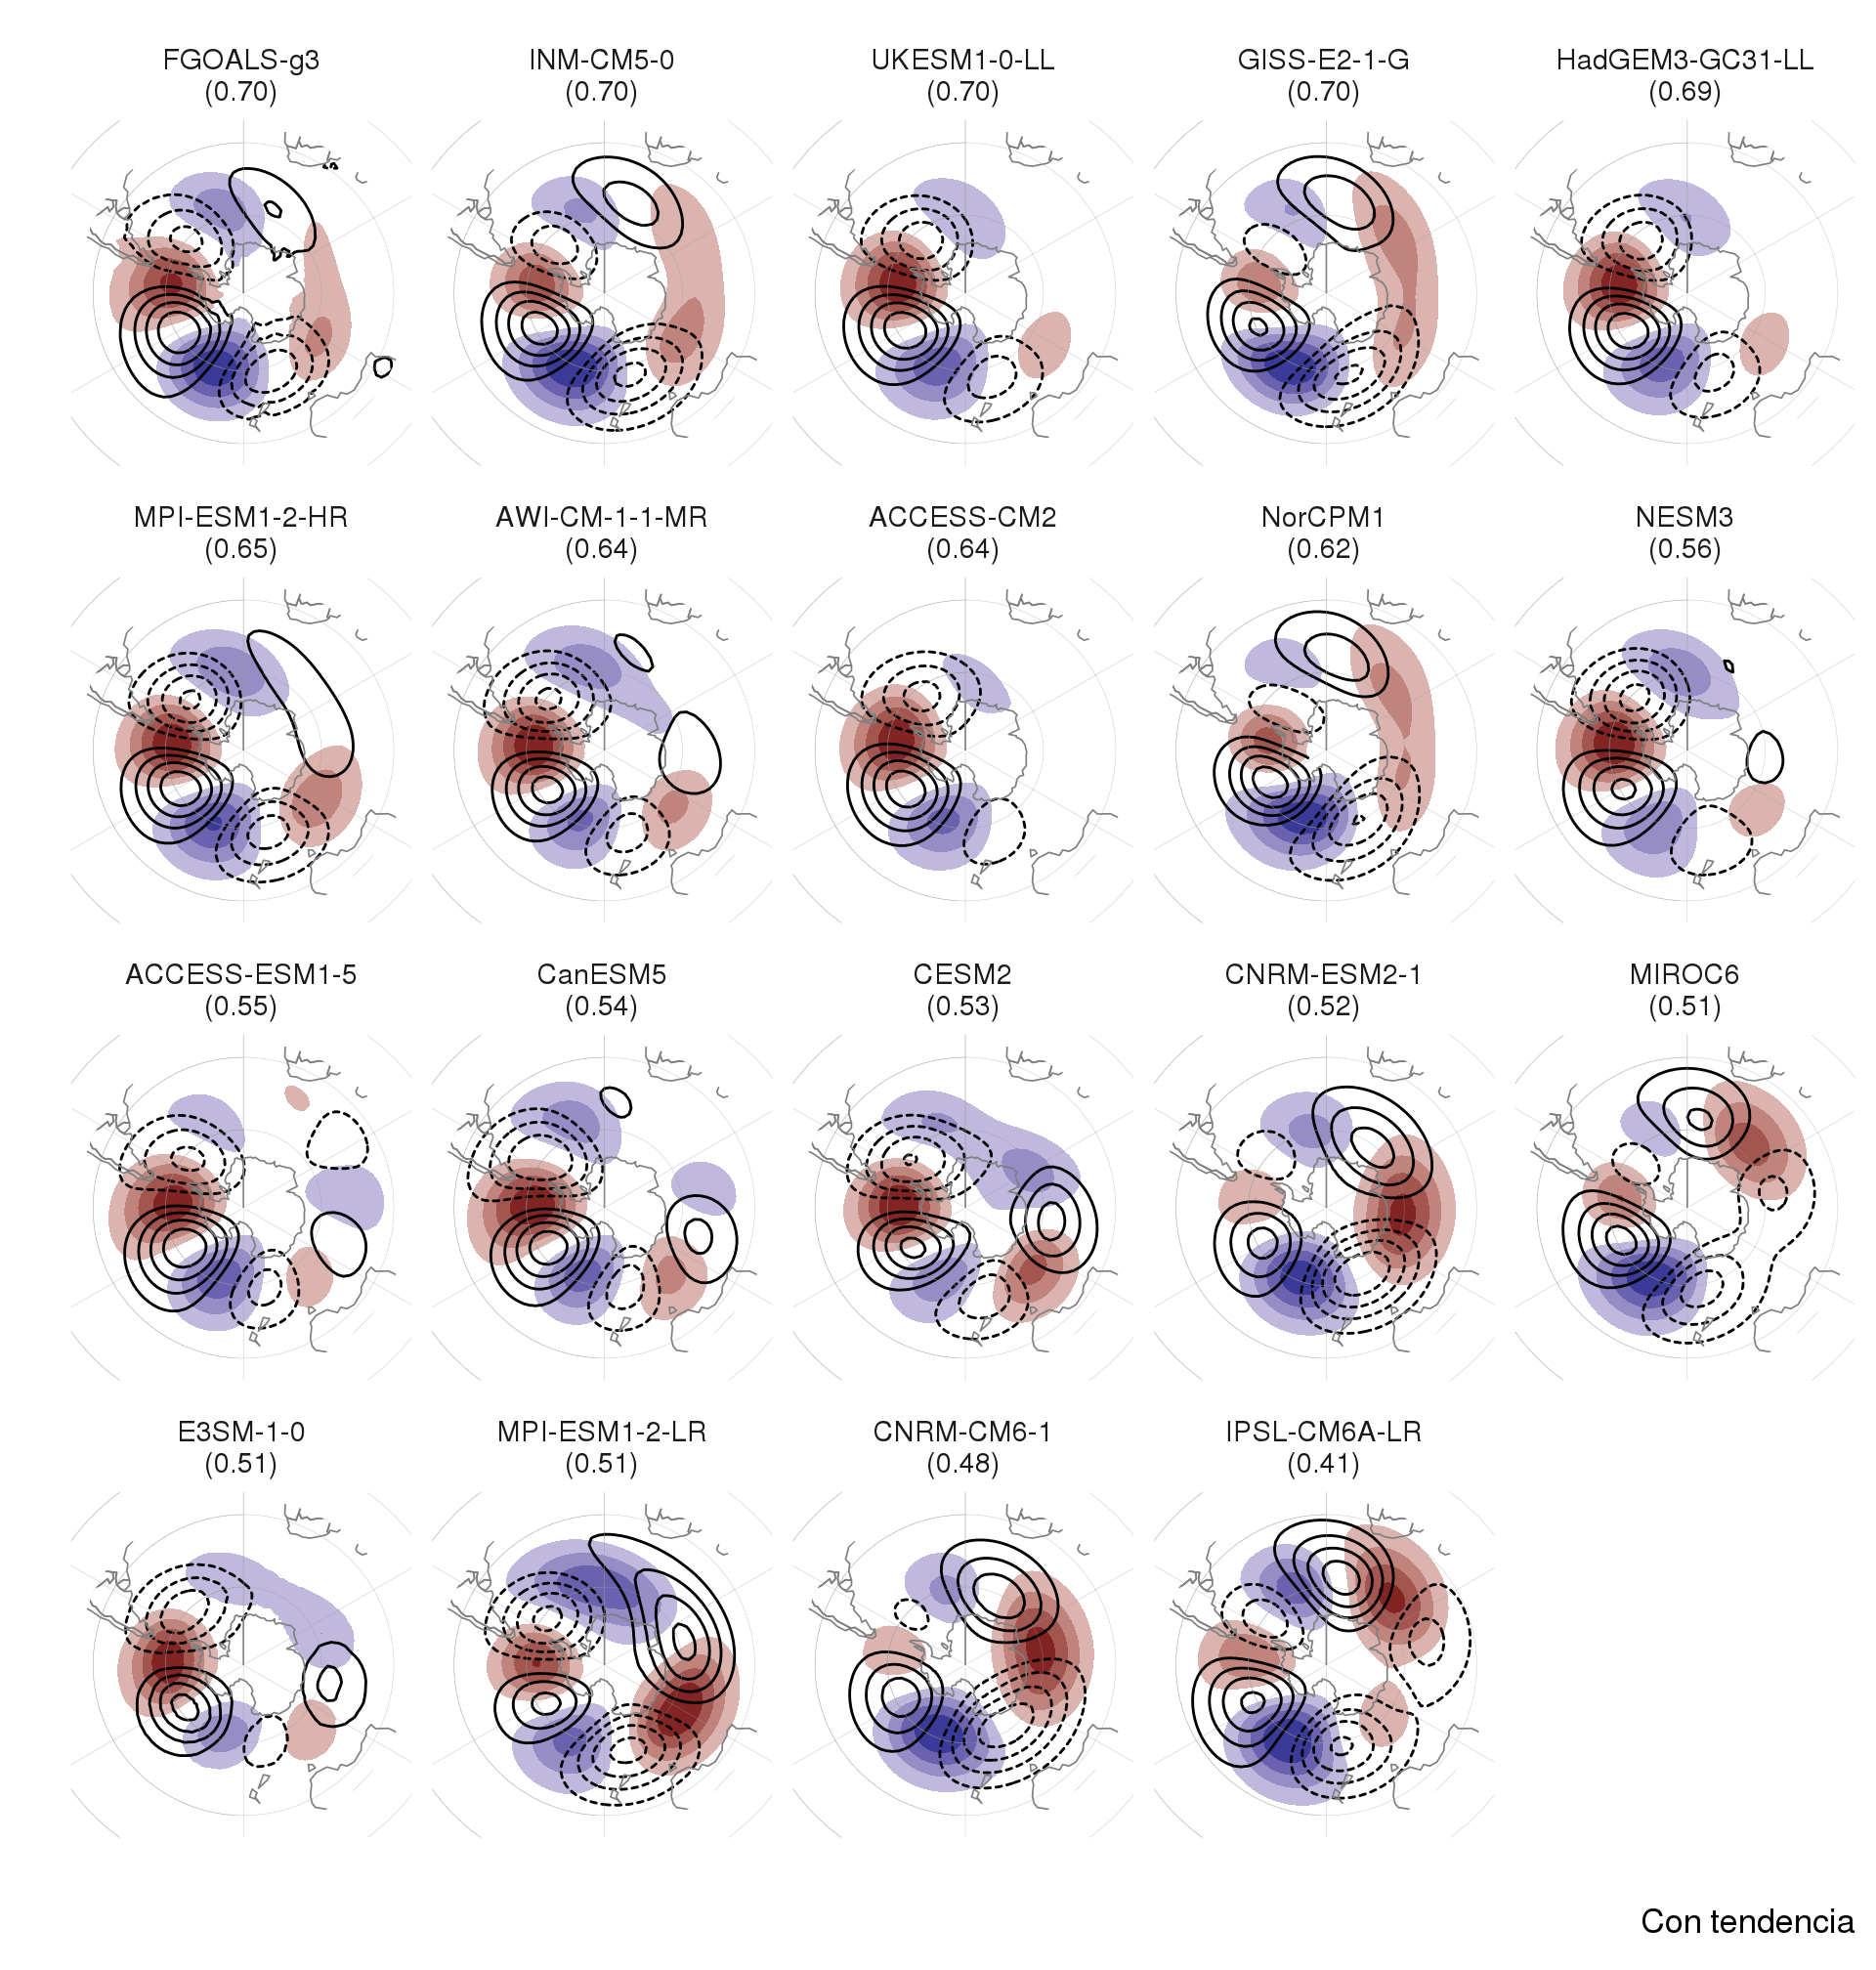 FGOALS-g3
(0.70)
INM-CM5-0
(0.70)
UKESM1-0-LL
(0.70)
GISS-E2-1-G
(0.70)
HadGEM3-GC31-LL
(0.69)
MPI-ESM1-2-HR
(0.65)
AWI-CM-1-1-MR
(0.64)
ACCESS-CM2
(0.64)
NorCPM1
(0.62)
NESM3
(0.56)
ACCESS-ESM1-5
(0.55)
CanESM5
(0.54)
CESM2
(0.53)
CNRM-ESM2-1
(0.52)
MIROC6
(0.51)
E3SM-1-0
(0.51)
MPI-ESM1-2-LR
(0.51)
CNRM-CM6-1
(0.48)
IPSL-CM6A-LR
(0.41)
Con tendencia